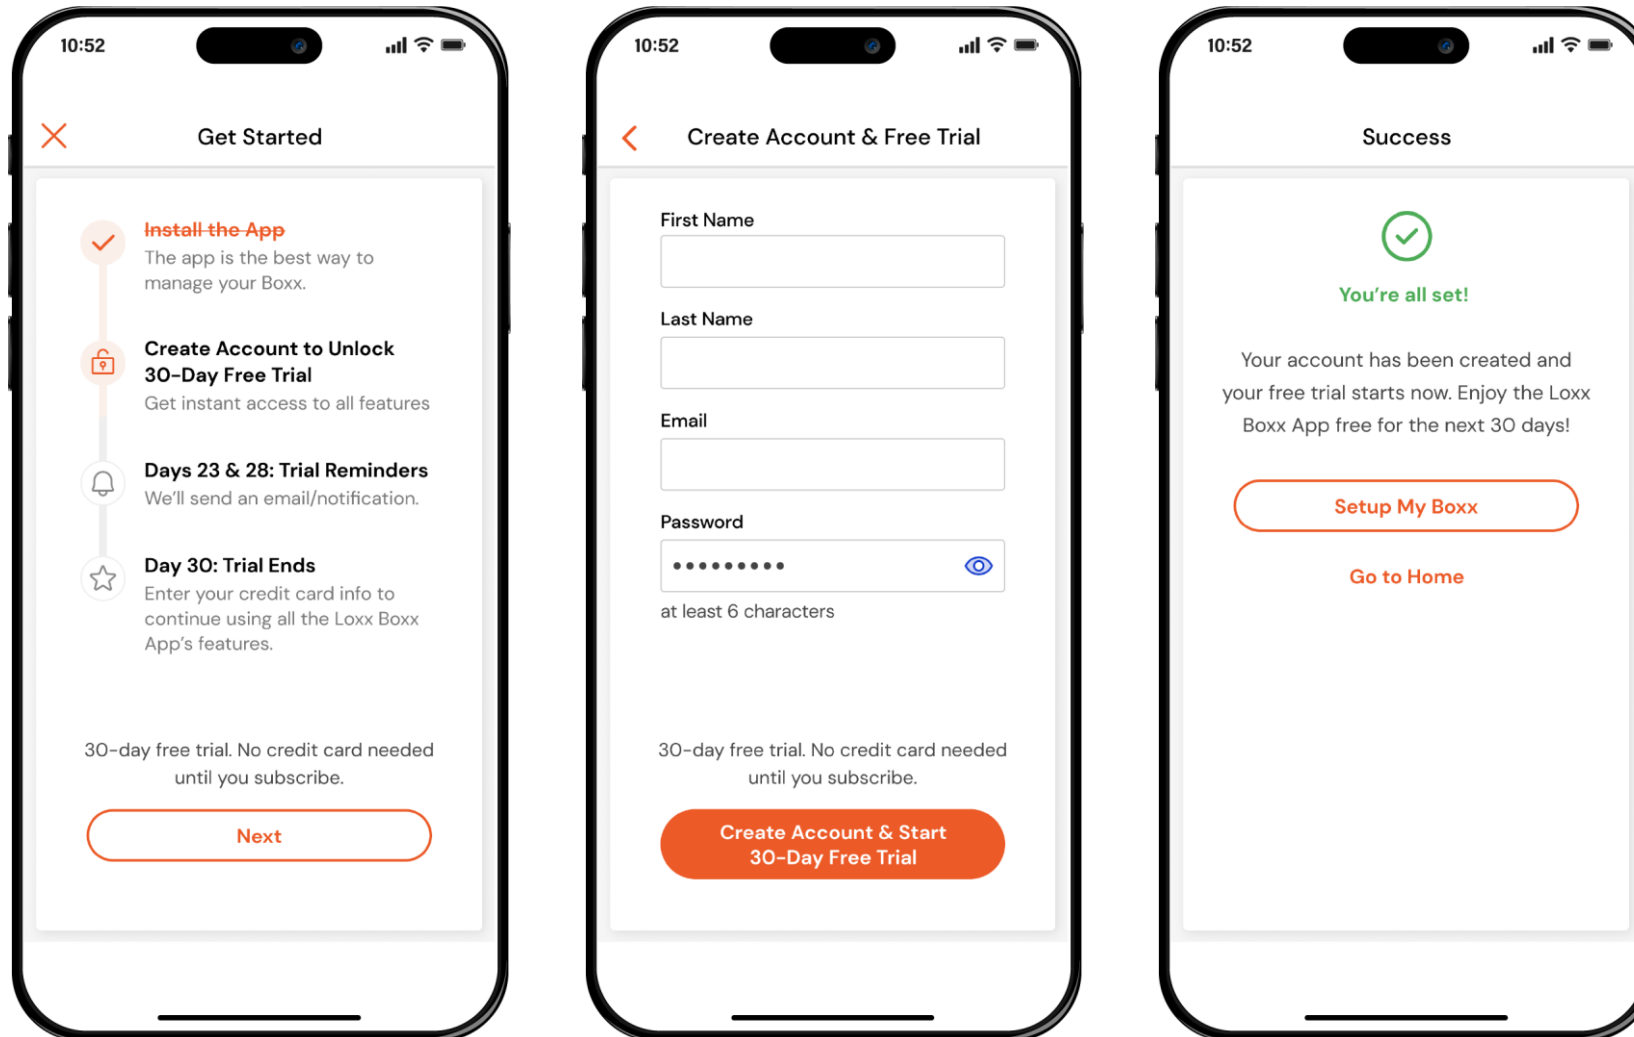 10:52
Get Started
Install the App
The app is the best way to
manage your Boxx.
Create Account to Unlock
30-Day Free Trial
Get instant access to all features
Days 23 & 28: Trial Reminders
We'll send an email/notification.
Day 30: Trial Ends
Enter your credit card info to
continue using all the Loxx Boxx
App's features.
30-day free trial. No credit card needed
until you subscribe.
Next
10:52
Create Account & Free Trial
First Name
Last Name
Email
Password
at least 6 characters
30-day free trial. No credit card needed
until you subscribe.
Create Account & Start
30-Day Free Trial
10:52
Success
You're all set!
Your account has been created and
your free trial starts now. Enjoy the Loxx
Boxx App free for the next 30 days!
Setup My Boxx
Go to Home